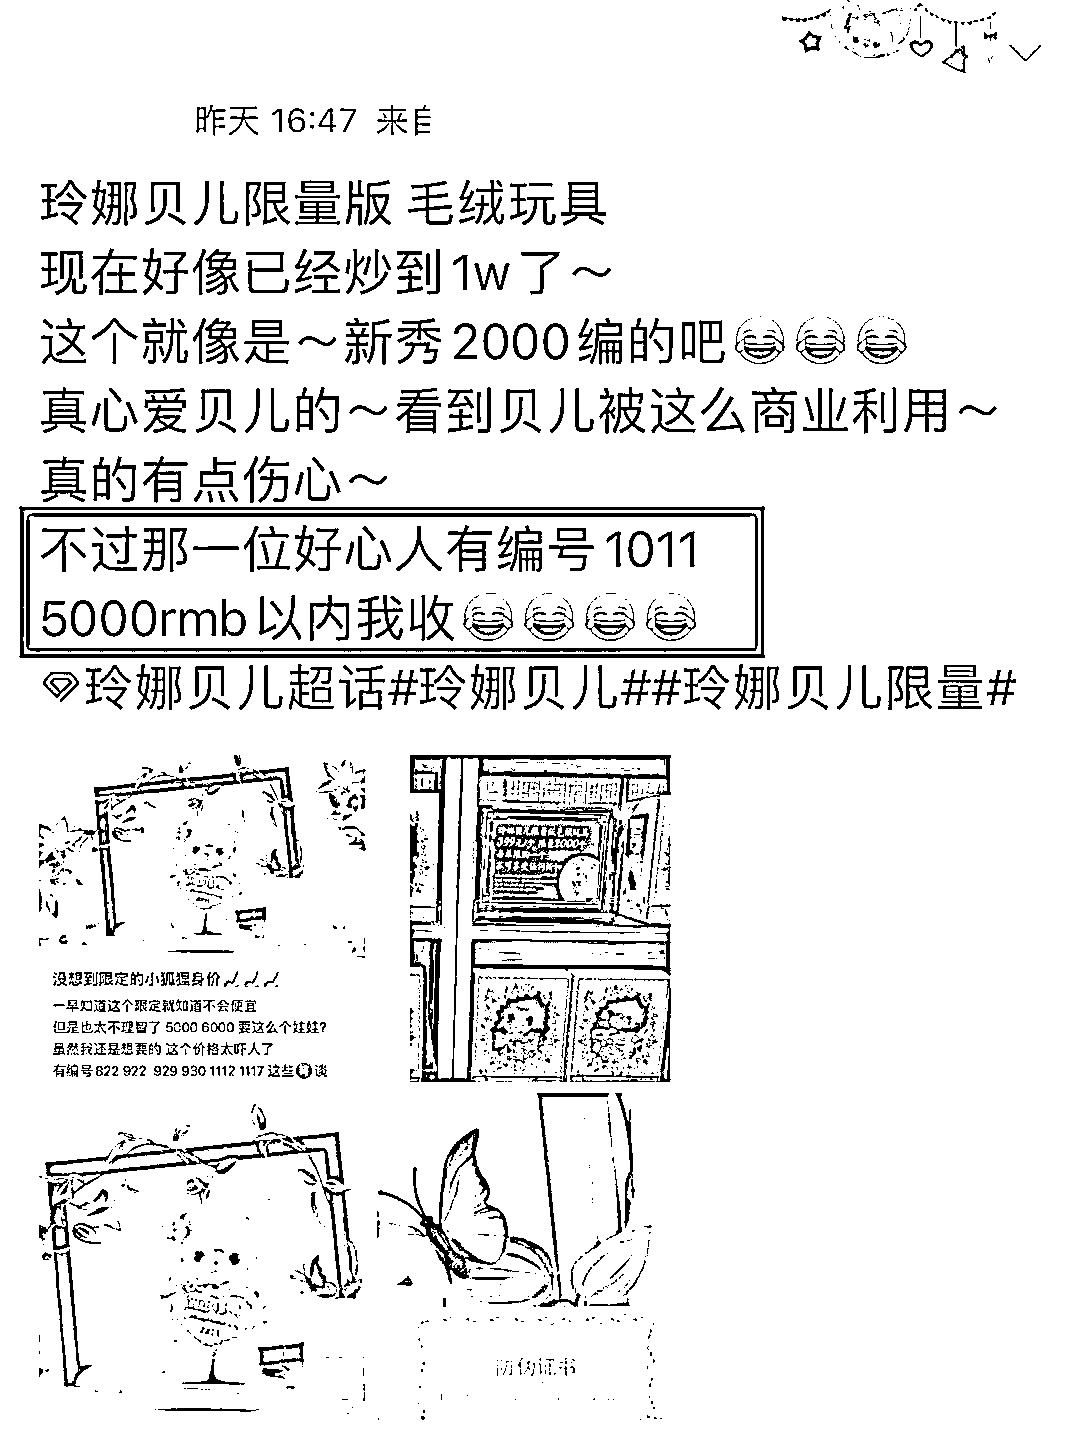 昨天 16:47 来自
玲娜贝儿限量版 毛绒玩具
现在好像已经炒到1w了～
这个就像是～新秀2000编的吧😂😂😂
真心爱贝儿的～看到贝儿被这么商业利用～
真的有点伤心～
不过那一位好心人有编号1011
5000rmb以内我收😂😂😂😂
玲娜贝儿超话#玲娜贝儿##玲娜贝儿限量#
没想到限定的小狐狸身价
一早知道这个限定就知道不会便宜
但是也太不理智了 5000 6000 要这么个娃娃?
虽然我还是想要的 这个价格太吓人了
有编号822 922 929 930 1112 1117 这些 谈
防伪证书